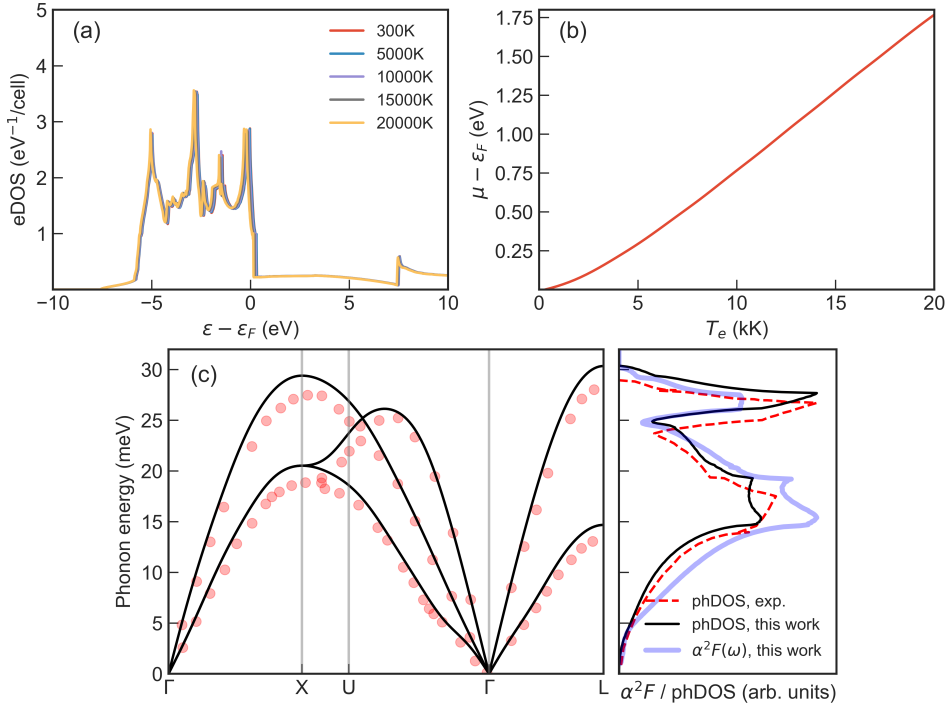 (a)
300K
5000K
10000K
15000K
20000K
eDOS (eV⁻¹/cell)
5
4
3
2
1
−10 −5 0 5 10
ε − ε_F (eV)
(b)
μ − ε_F (eV)
1.75
1.50
1.25
1.00
0.75
0.50
0.25
0 5 10 15 20
T_e (kK)
(c)
Phonon energy (meV)
30
25
20
15
10
5
0
Γ X U Γ L
phDOS, exp.
phDOS, this work
α²F(ω), this work
α²F / phDOS (arb. units)